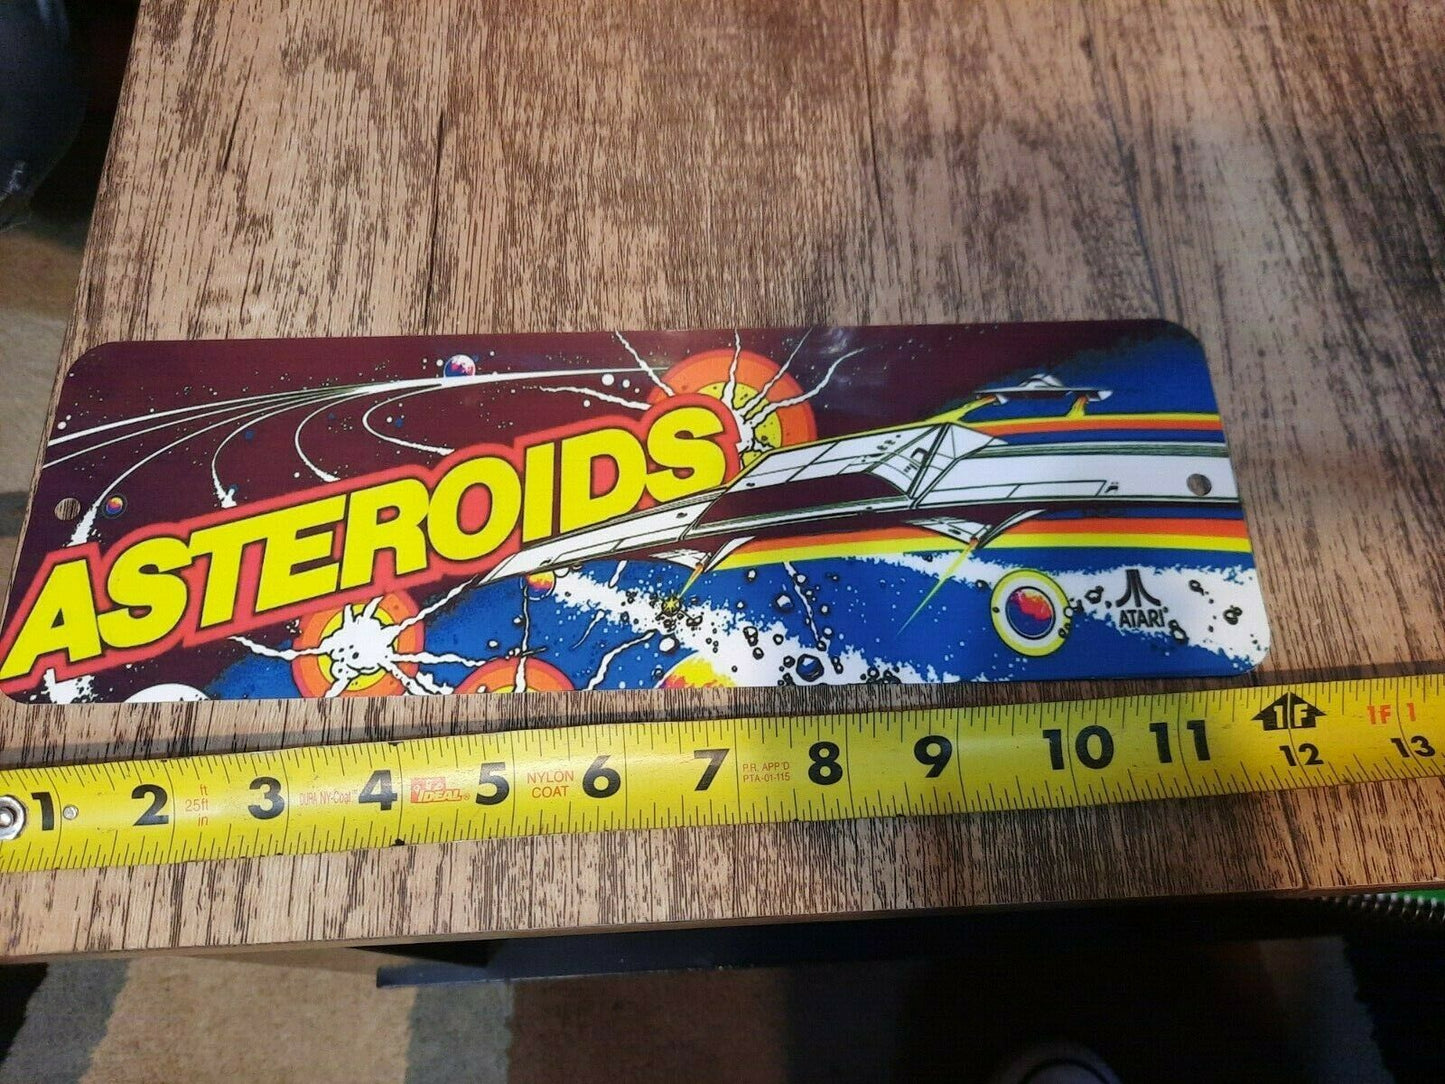 ASTEROIDS
ATARI®
1 2 3 4 5 6 7 8 9 10 11 12 13
ft
25ft
in
DURA NY-Coat
IDEAL®
NYLON
COAT
P.R. APP'D
PTA-01-115
1F
1F 1